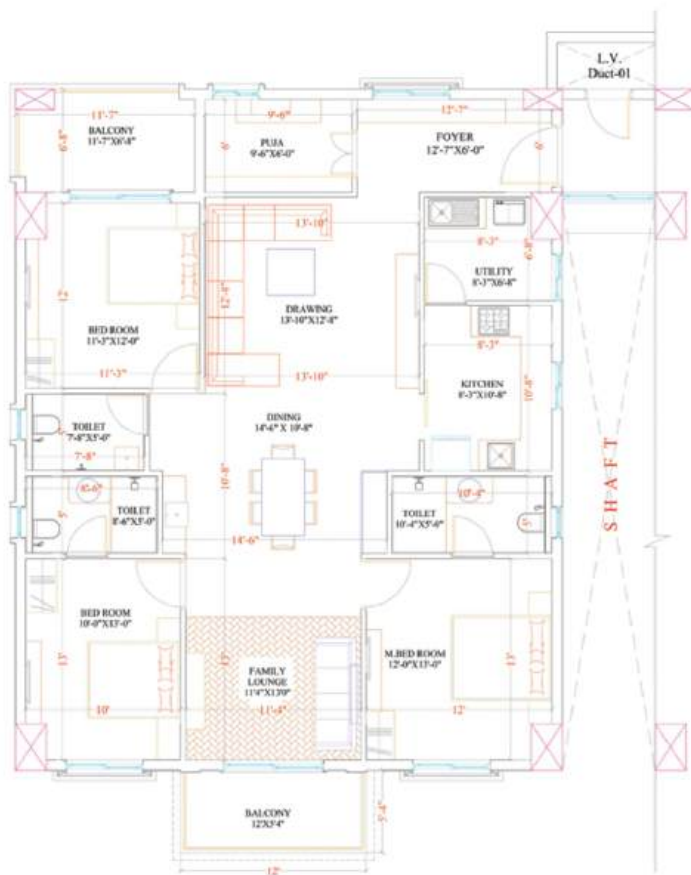 L.V.
Duct-01
11'-7"
BALCONY
11'-7"X6'-8"
6'-8"
9'-6"
PUJA
9'-6"X6'-0"
6'
12'-7"
FOYER
12'-7"X6'-0"
6'
13'-10"
12'-8"
DRAWING
13'-10"X12'-8"
13'-10"
8'-3"
6'-8"
UTILITY
8'-3"X6'-8"
12'
BED ROOM
11'-3"X12'-0"
11'-3"
8'-3"
KITCHEN
8'-3"X10'-8"
10'-8"
DINING
14'-6" X 10'-8"
10'-8"
14'-6"
TOILET
7'-8"X5'-0"
7'-8"
8'-6"
TOILET
8'-6"X5'-0"
5'
10'-4"
TOILET
10'-4"X5'-0"
5'
SHAFT
BED ROOM
10'-0"X13'-0"
13'
10'
13'
FAMILY
LOUNGE
11'4"X13'0"
11'-4"
M.BED ROOM
12'-0"X13'-0"
13'
12'
BALCONY
12'X5'4"
5'-4"
12'